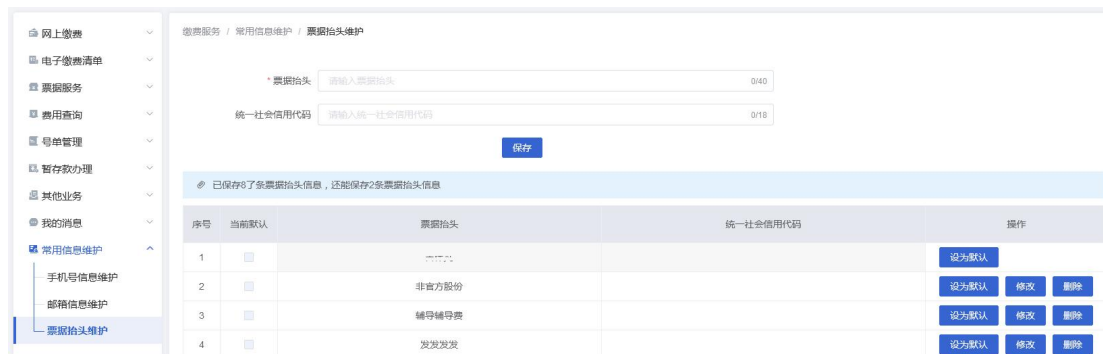 网上缴费
电子缴费清单
票据服务
费用查询
号单管理
暂存款办理
其他业务
我的消息
常用信息维护
手机号信息维护
邮箱信息维护
票据抬头维护
缴费服务 / 常用信息维护 / 票据抬头维护
* 票据抬头 请输入票据抬头 0/40
统一社会信用代码 请输入统一社会信用代码 0/18
保存
已保存8了条票据抬头信息，还能保存2条票据抬头信息
序号 当前默认 票据抬头 统一社会信用代码 操作
1 设为默认
2 非官方股份 设为默认 修改 删除
3 辅导辅导费 设为默认 修改 删除
4 发发发发 设为默认 修改 删除